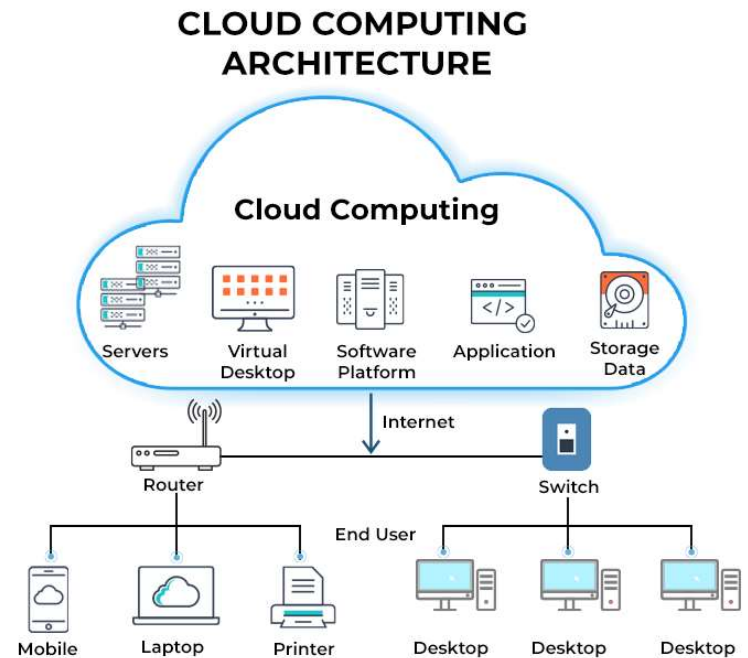 CLOUD COMPUTING
ARCHITECTURE
Cloud Computing
Servers
Virtual
Desktop
Software
Platform
Application
Storage
Data
Internet
Router
Switch
End User
Mobile
Laptop
Printer
Desktop
Desktop
Desktop